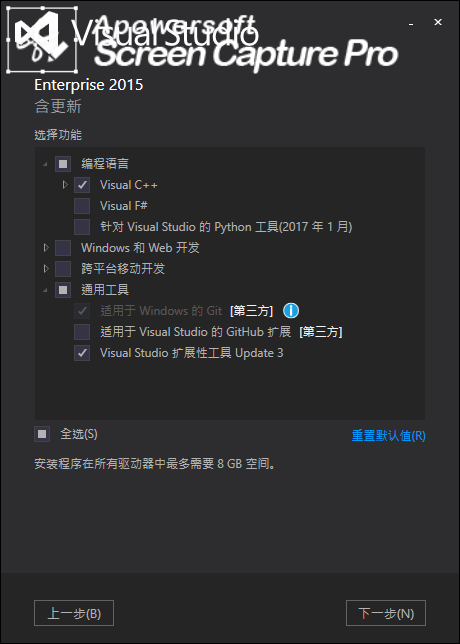 Apowersoft
Visual Studio
Screen Capture Pro
Enterprise 2015
含更新
选择功能
编程语言
Visual C++
Visual F#
针对 Visual Studio 的 Python 工具(2017 年 1 月)
Windows 和 Web 开发
跨平台移动开发
通用工具
适用于 Windows 的 Git [第三方]
适用于 Visual Studio 的 GitHub 扩展 [第三方]
Visual Studio 扩展性工具 Update 3
全选(S) 重置默认值(R)
安装程序在所有驱动器中最多需要 8 GB 空间。
上一步(B) 下一步(N)